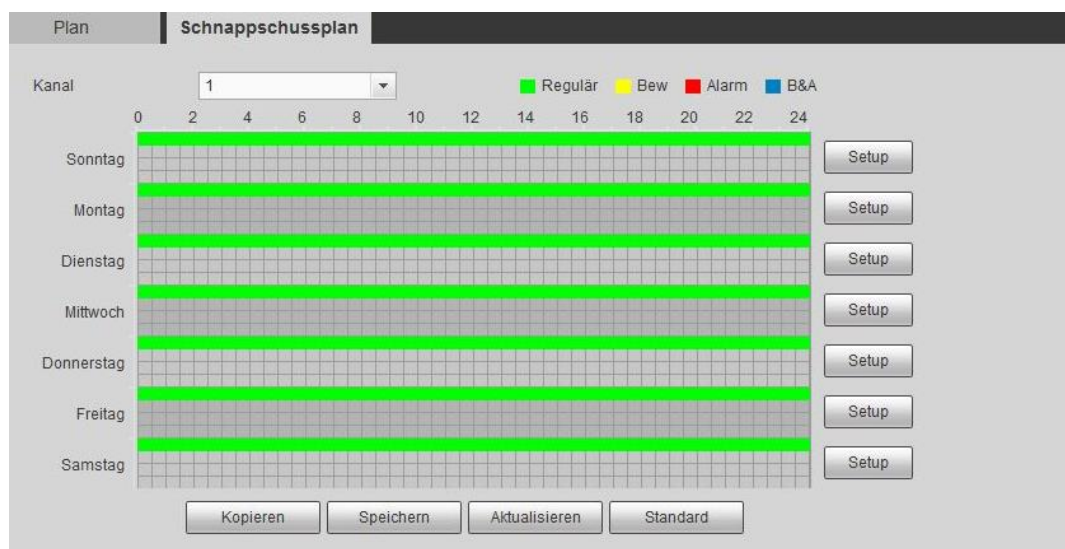 Plan Schnappschussplan
Kanal 1 Regulär Bew Alarm B&A
0 2 4 6 8 10 12 14 16 18 20 22 24
Sonntag Setup
Montag Setup
Dienstag Setup
Mittwoch Setup
Donnerstag Setup
Freitag Setup
Samstag Setup
Kopieren Speichern Aktualisieren Standard